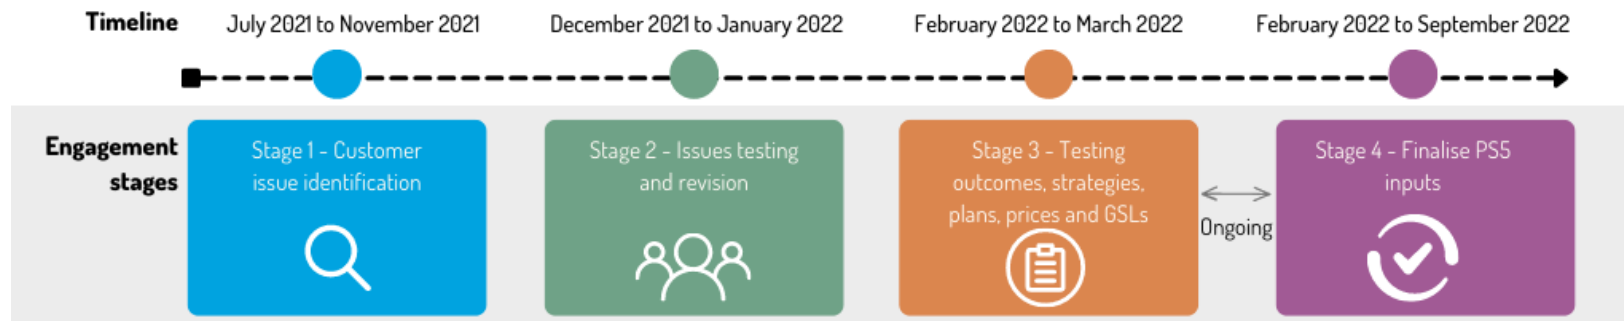 Timeline
July 2021 to November 2021
December 2021 to January 2022
February 2022 to March 2022
February 2022 to September 2022
Engagement
stages
Stage 1 - Customer
issue identification
Stage 2 - Issues testing
and revision
Stage 3 - Testing
outcomes, strategies,
plans, prices and GSLs
Ongoing
Stage 4 - Finalise PS5
inputs